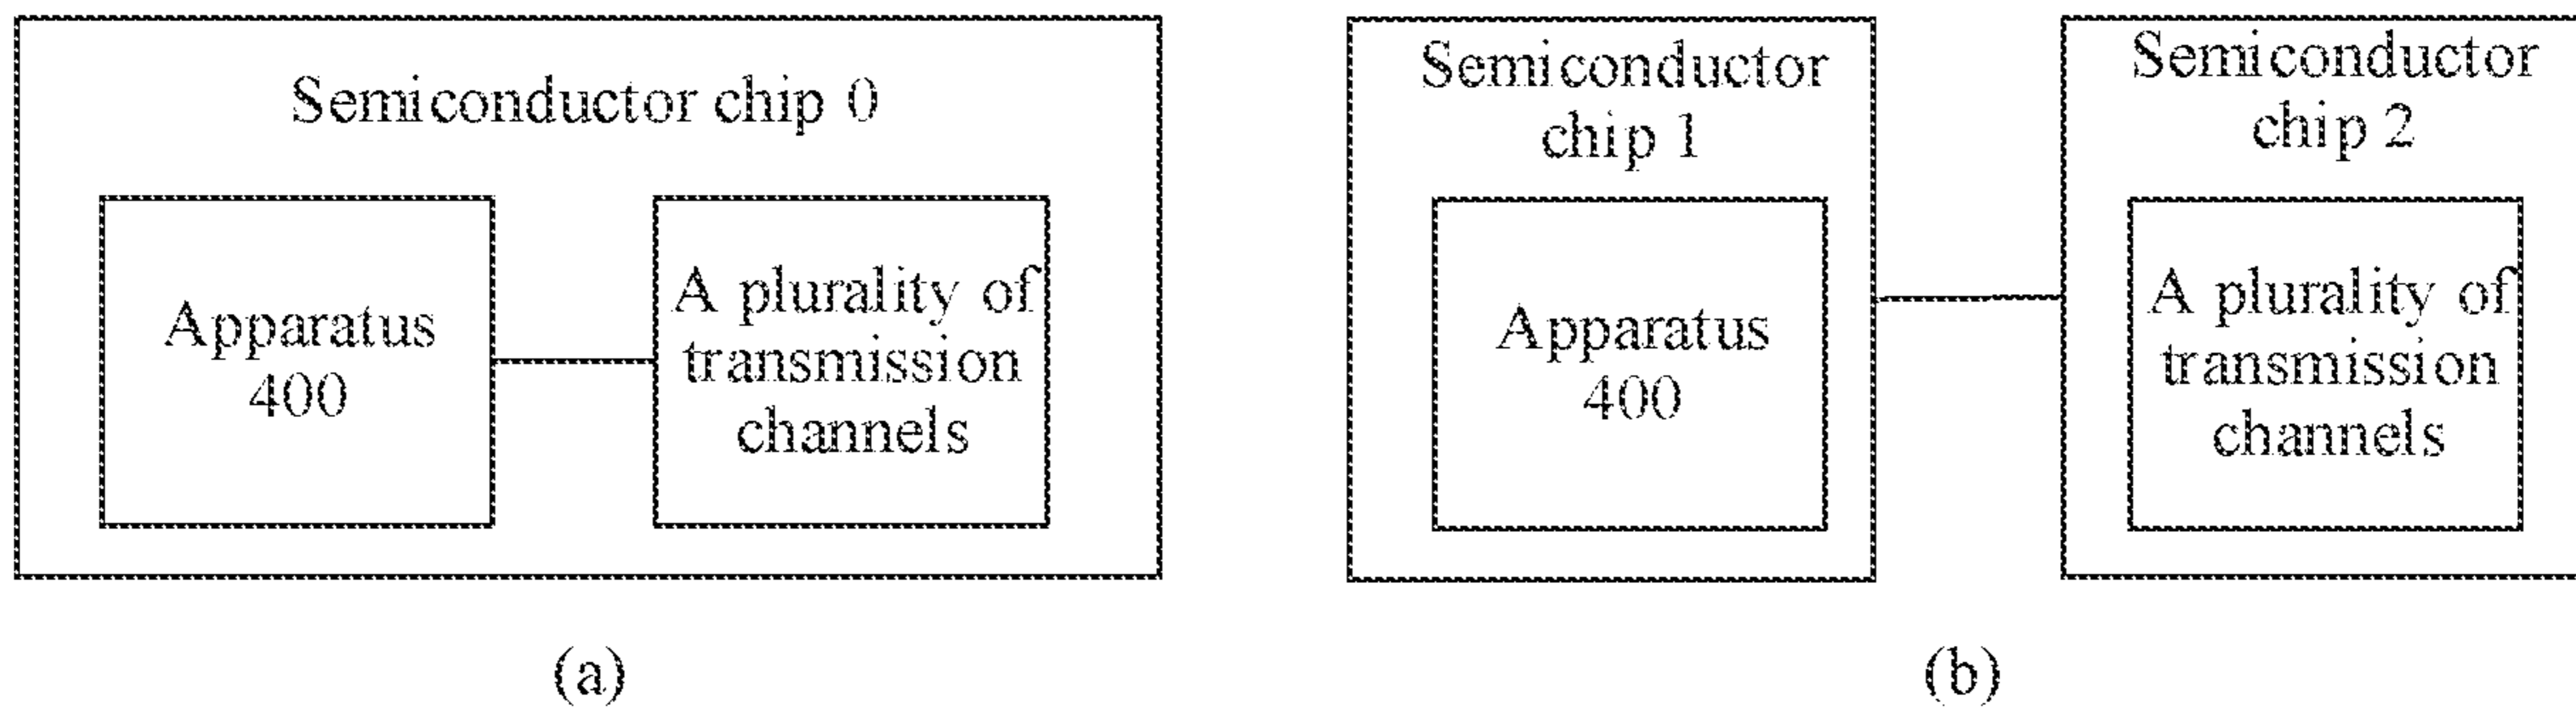 Semiconductor chip 0
Apparatus
400
A plurality of
transmission
channels
(a)
Semiconductor
chip 1
Apparatus
400
Semiconductor
chip 2
A plurality of
transmission
channels
(b)